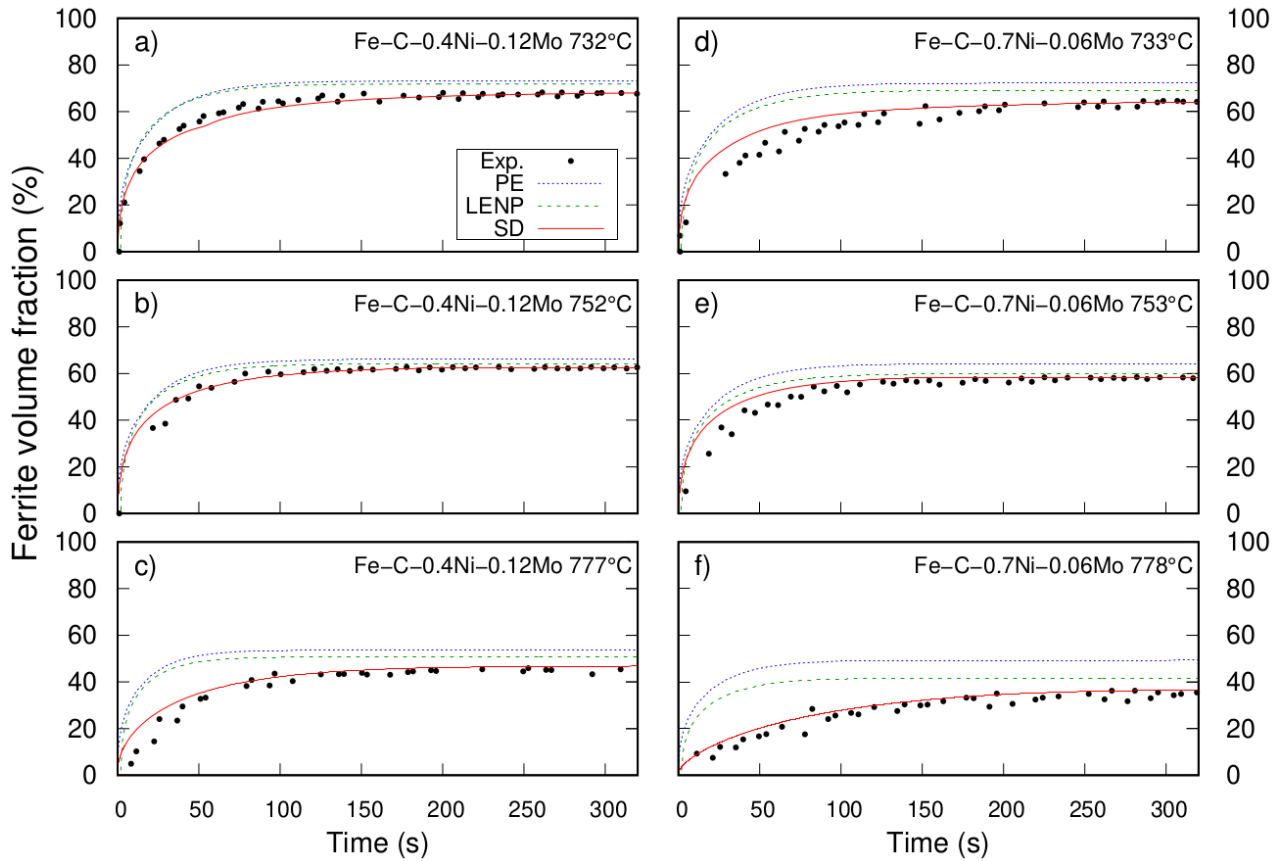 Ferrite volume fraction (%)
a)
Fe−C−0.4Ni−0.12Mo 732°C
Exp.
PE
LENP
SD
100
80
60
40
20
0
b)
Fe−C−0.4Ni−0.12Mo 752°C
100
80
60
40
20
0
c)
Fe−C−0.4Ni−0.12Mo 777°C
100
80
60
40
20
0
0 50 100 150 200 250 300
Time (s)
d)
Fe−C−0.7Ni−0.06Mo 733°C
100
80
60
40
20
0
e)
Fe−C−0.7Ni−0.06Mo 753°C
100
80
60
40
20
0
f)
Fe−C−0.7Ni−0.06Mo 778°C
100
80
60
40
20
0
0 50 100 150 200 250 300
Time (s)